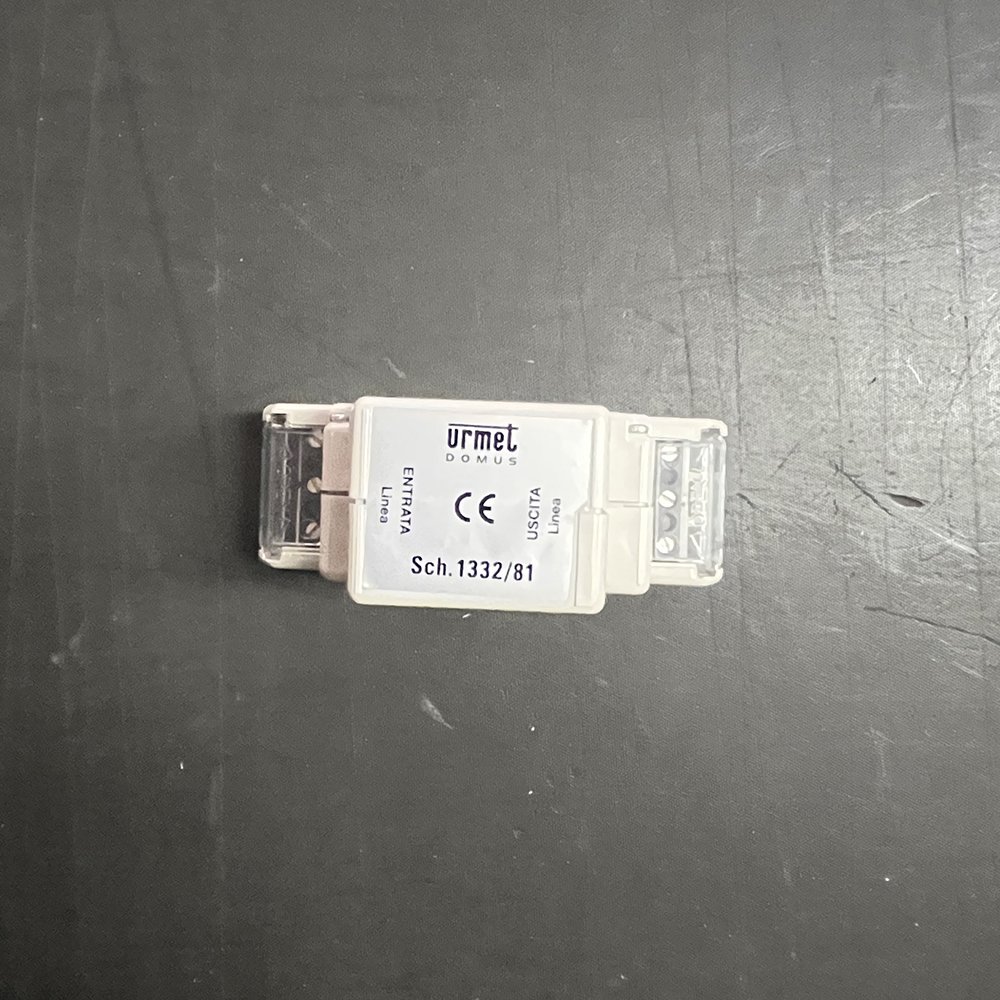 urmet
DOMUS
CE
ENTRATA
Linea
USCITA
Linea
Sch. 1332/81